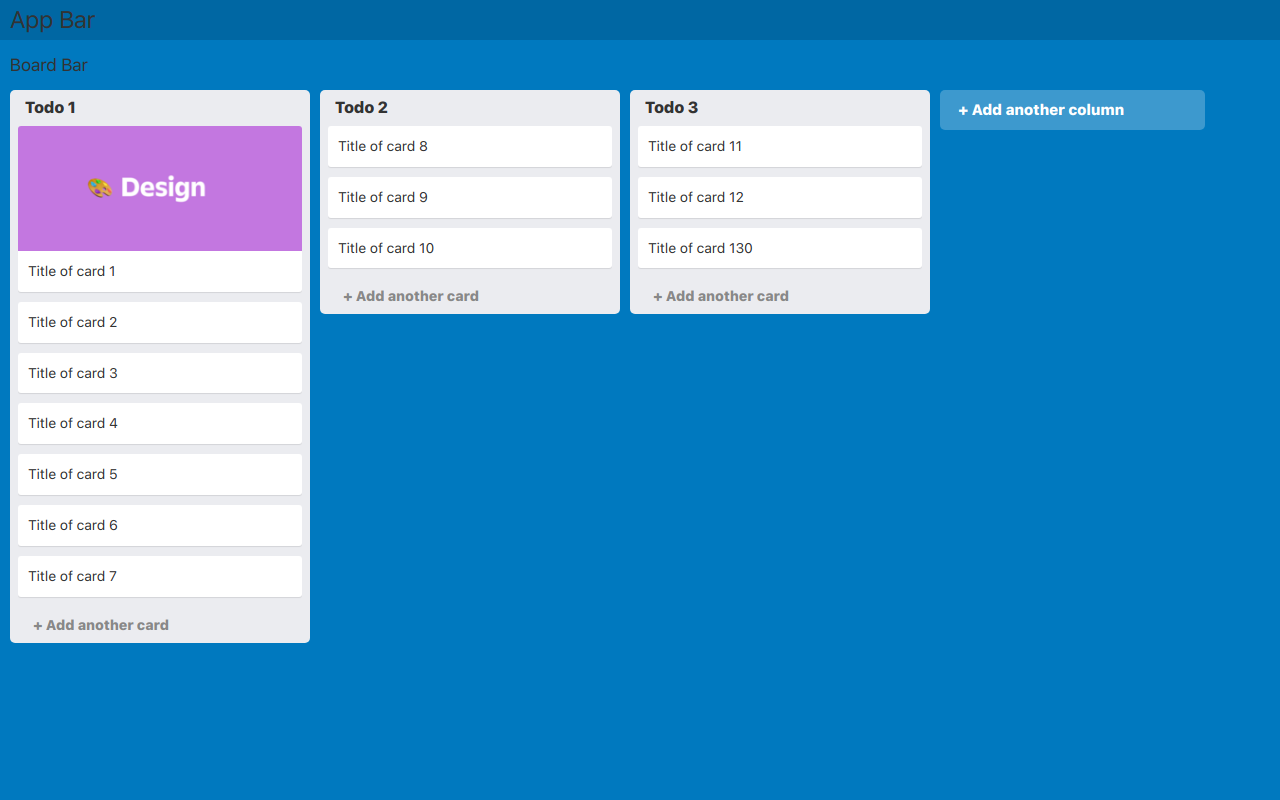 App Bar
Board Bar
Todo 1
🎨 Design
Title of card 1
Title of card 2
Title of card 3
Title of card 4
Title of card 5
Title of card 6
Title of card 7
+ Add another card
Todo 2
Title of card 8
Title of card 9
Title of card 10
+ Add another card
Todo 3
Title of card 11
Title of card 12
Title of card 130
+ Add another card
+ Add another column